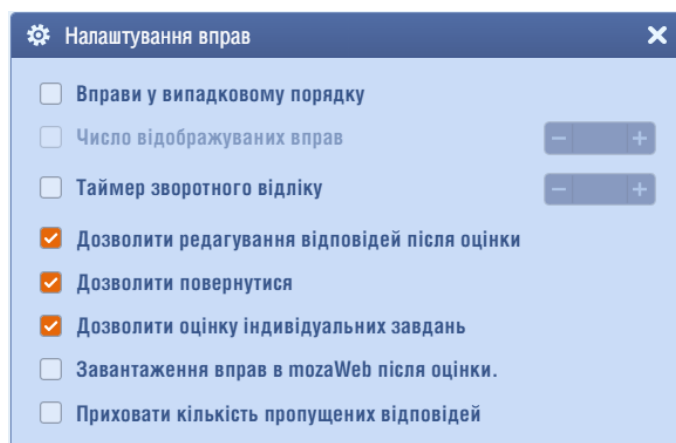 Налаштування вправ
Вправи у випадковому порядку
Число відображуваних вправ
Таймер зворотного відліку
Дозволити редагування відповідей після оцінки
Дозволити повернутися
Дозволити оцінку індивідуальних завдань
Завантаження вправ в mozaWeb після оцінки.
Приховати кількість пропущених відповідей